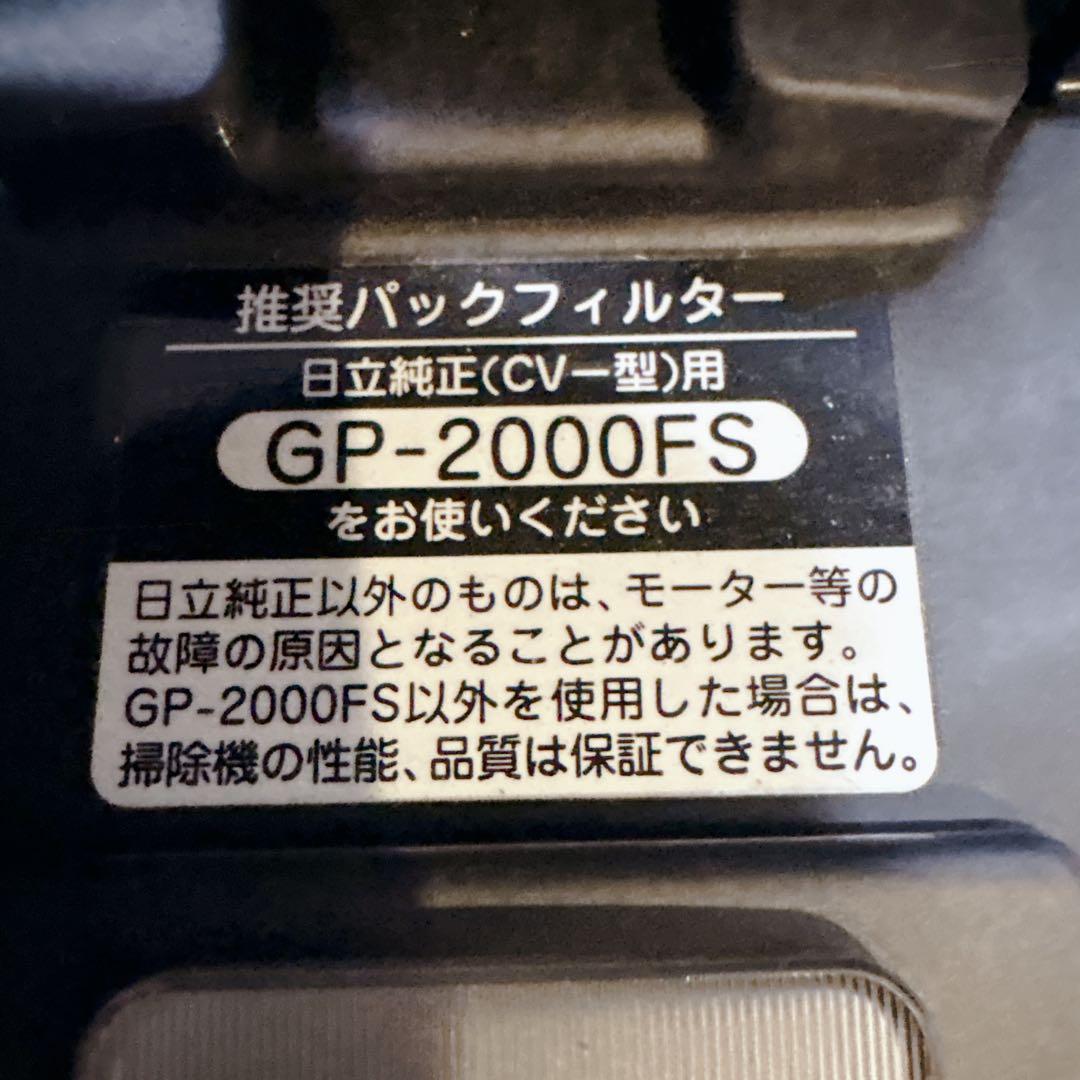 推奨パックフィルター
日立純正(CVー型)用
GP-2000FS
をお使いください
日立純正以外のものは、モーター等の
故障の原因となることがあります。
GP-2000FS以外を使用した場合は、
掃除機の性能、品質は保証できません。